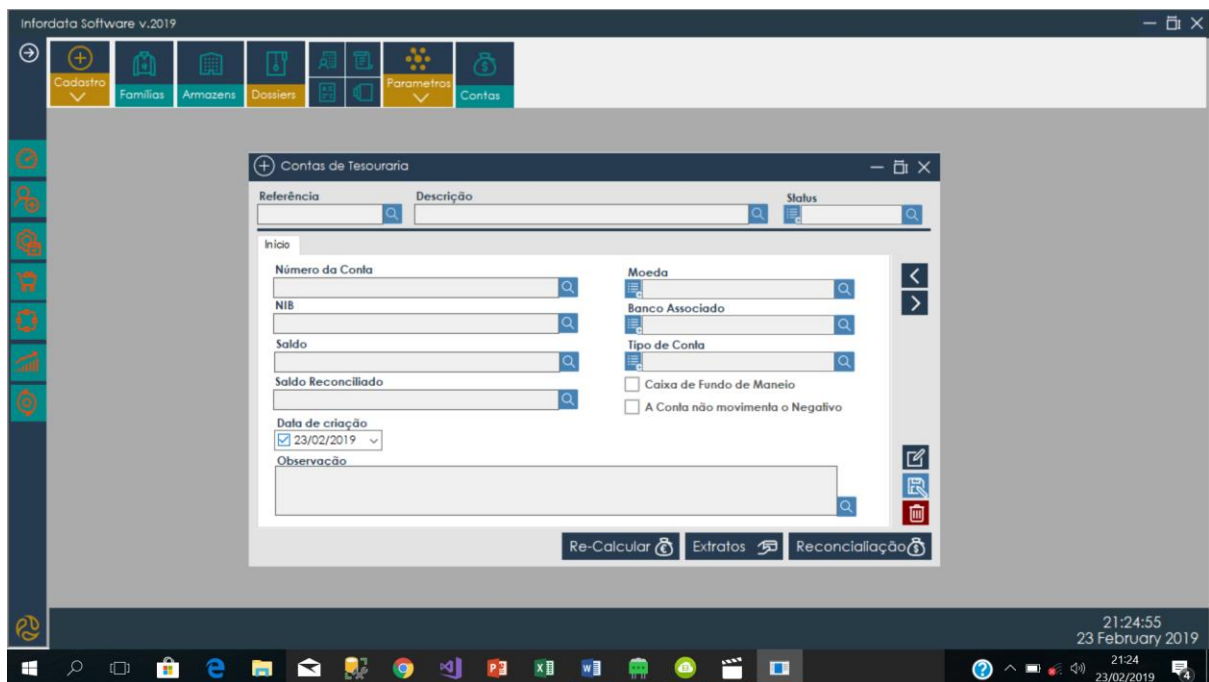 Infordata Software v.2019
Cadastro
Famílias
Armazens
Dossiers
Parametros
Contas
Contas de Tesouraria
Referência
Descrição
Status
Início
Número da Conta
Moeda
NIB
Banco Associado
Saldo
Tipo de Conta
Saldo Reconciliado
Caixa de Fundo de Maneio
A Conta não movimenta o Negativo
Data de criação
23/02/2019
Observação
Re-Calcular
Extratos
Reconcialiação
21:24:55
23 February 2019
21:24
23/02/2019